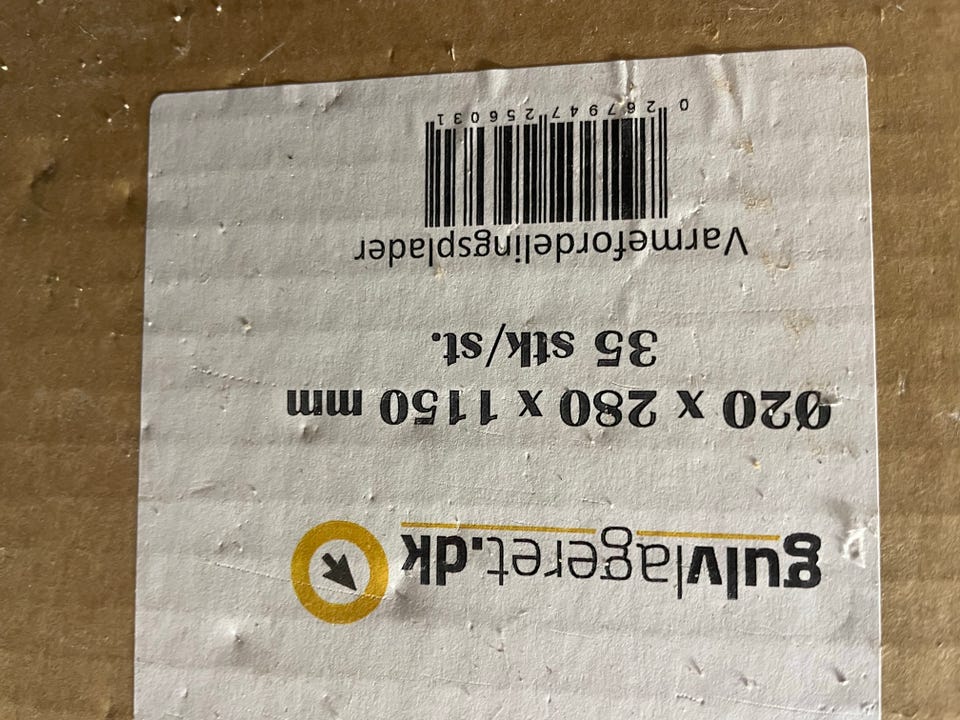 gulvlageret.dk
Ø20 x 280 x 1150 mm
35 stk/st.
Varmefordelingsplader
0 267947 256031